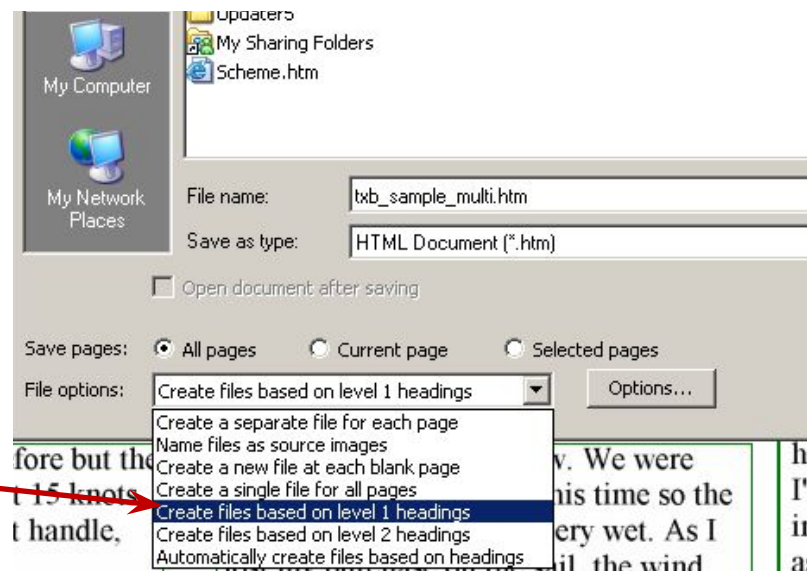 Updater5
My Sharing Folders
Scheme.htm
My Computer
My Network
Places
File name: txb_sample_multi.htm
Save as type: HTML Document (*.htm)
Open document after saving
Save pages: All pages Current page Selected pages
File options: Create files based on level 1 headings Options...
Create a separate file for each page
Name files as source images
Create a new file at each blank page
Create a single file for all pages
Create files based on level 1 headings
Create files based on level 2 headings
Automatically create files based on headings
fore but the
t 15 knots
t handle,
v. We were
his time so the
ery wet. As I
the wind
h
I'
in